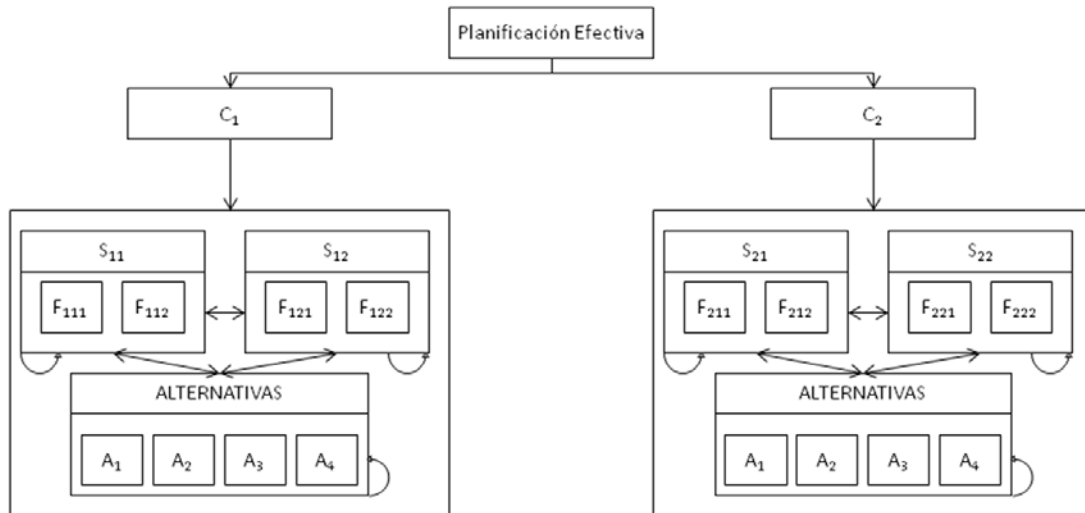 Planificación Efectiva
C₁ C₂
S₁₁ S₁₂ S₂₁ S₂₂
F₁₁₁ F₁₁₂ F₁₂₁ F₁₂₂ F₂₁₁ F₂₁₂ F₂₂₁ F₂₂₂
ALTERNATIVAS ALTERNATIVAS
A₁ A₂ A₃ A₄ A₁ A₂ A₃ A₄